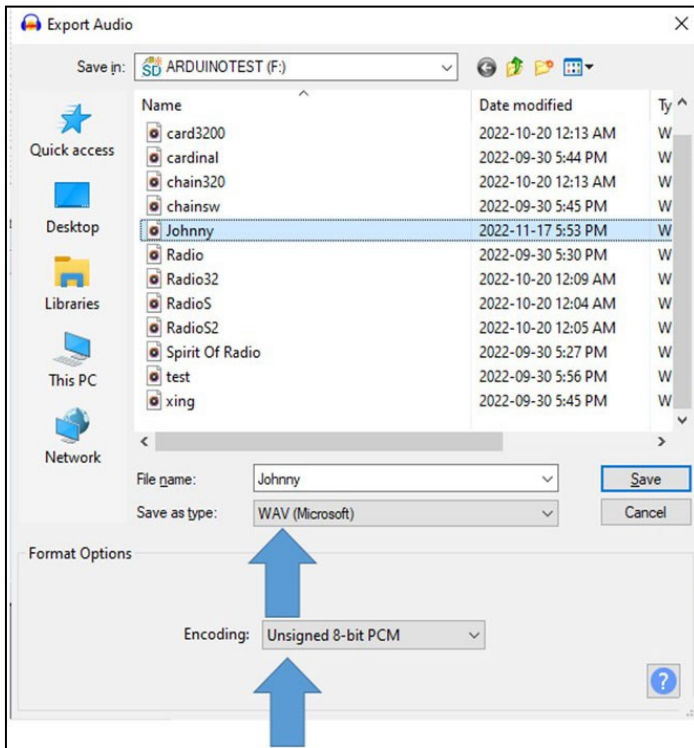 Export Audio
Save in: SD ARDUINOTEST (F:)
Name Date modified Ty
card3200 2022-10-20 12:13 AM W
cardinal 2022-09-30 5:44 PM W
Quick access
chain320 2022-10-20 12:13 AM W
chainsw 2022-09-30 5:45 PM W
Desktop
Johnny 2022-11-17 5:53 PM W
Radio 2022-09-30 5:30 PM W
Radio32 2022-10-20 12:09 AM W
Libraries
RadioS 2022-10-20 12:04 AM W
RadioS2 2022-10-20 12:05 AM W
Spirit Of Radio 2022-09-30 5:27 PM W
This PC
test 2022-09-30 5:56 PM W
xing 2022-09-30 5:45 PM W
Network
File name: Johnny Save
Save as type: WAV (Microsoft) Cancel
Format Options
Encoding: Unsigned 8-bit PCM
?